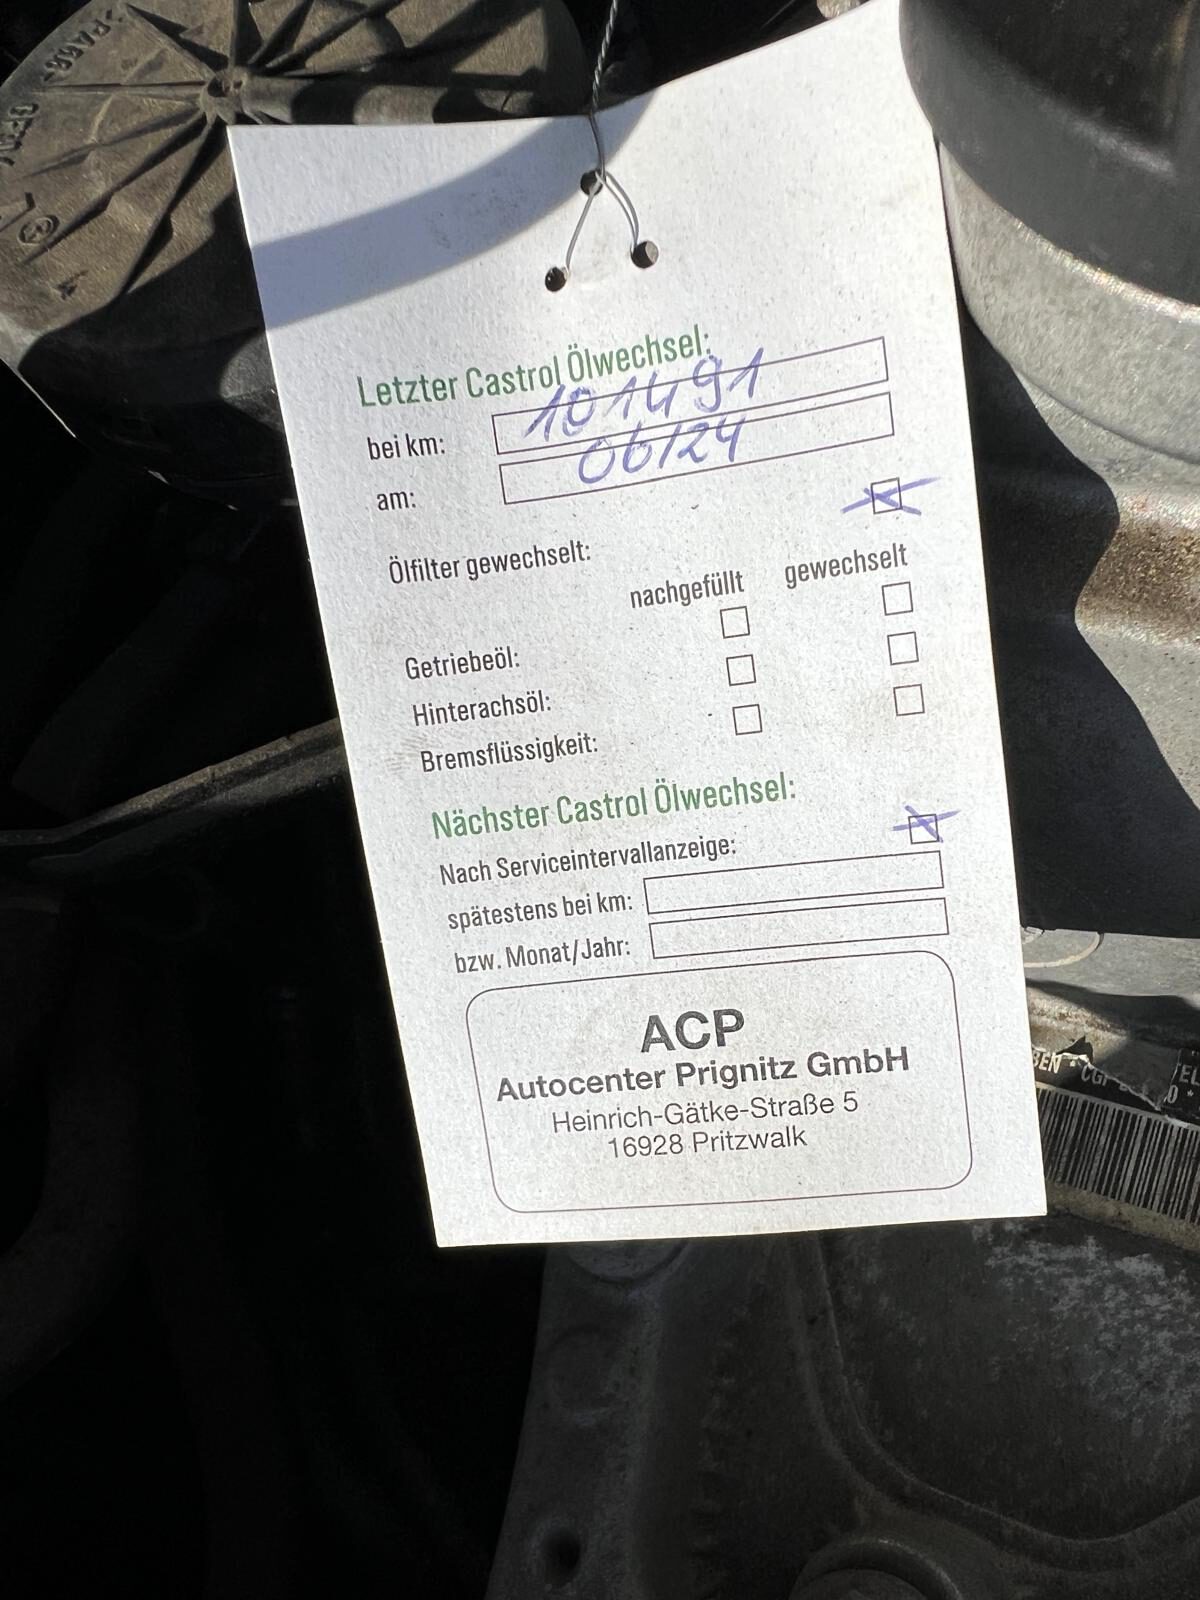 >PA66-
Letzter Castrol Ölwechsel:
bei km: 101491
am: 06/24
Ölfilter gewechselt:
nachgefüllt gewechselt
Getriebeöl:
Hinterachsöl:
Bremsflüssigkeit:
Nächster Castrol Ölwechsel:
Nach Serviceintervallanzeige:
spätestens bei km:
bzw. Monat/Jahr:
ACP
Autocenter Prignitz GmbH
Heinrich-Gätke-Straße 5
16928 Pritzwalk